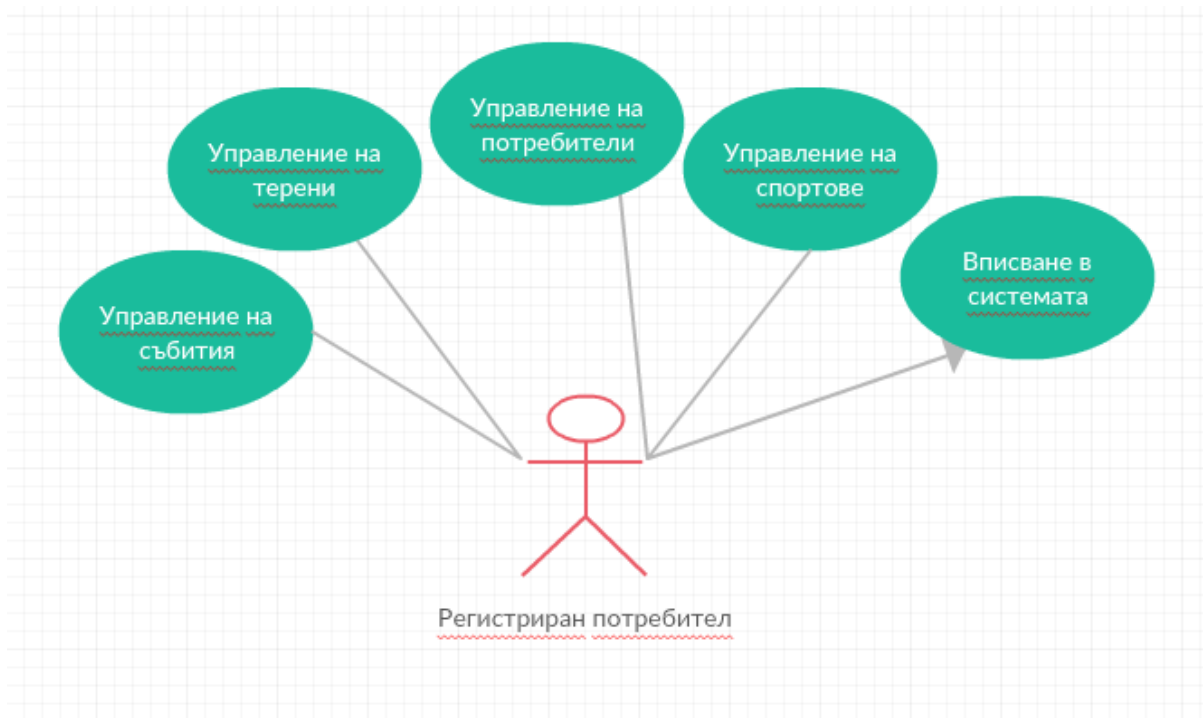 Управление на
потребители
Управление на
терени
Управление на
спортове
Вписване в
системата
Управление на
събития
Регистриран потребител